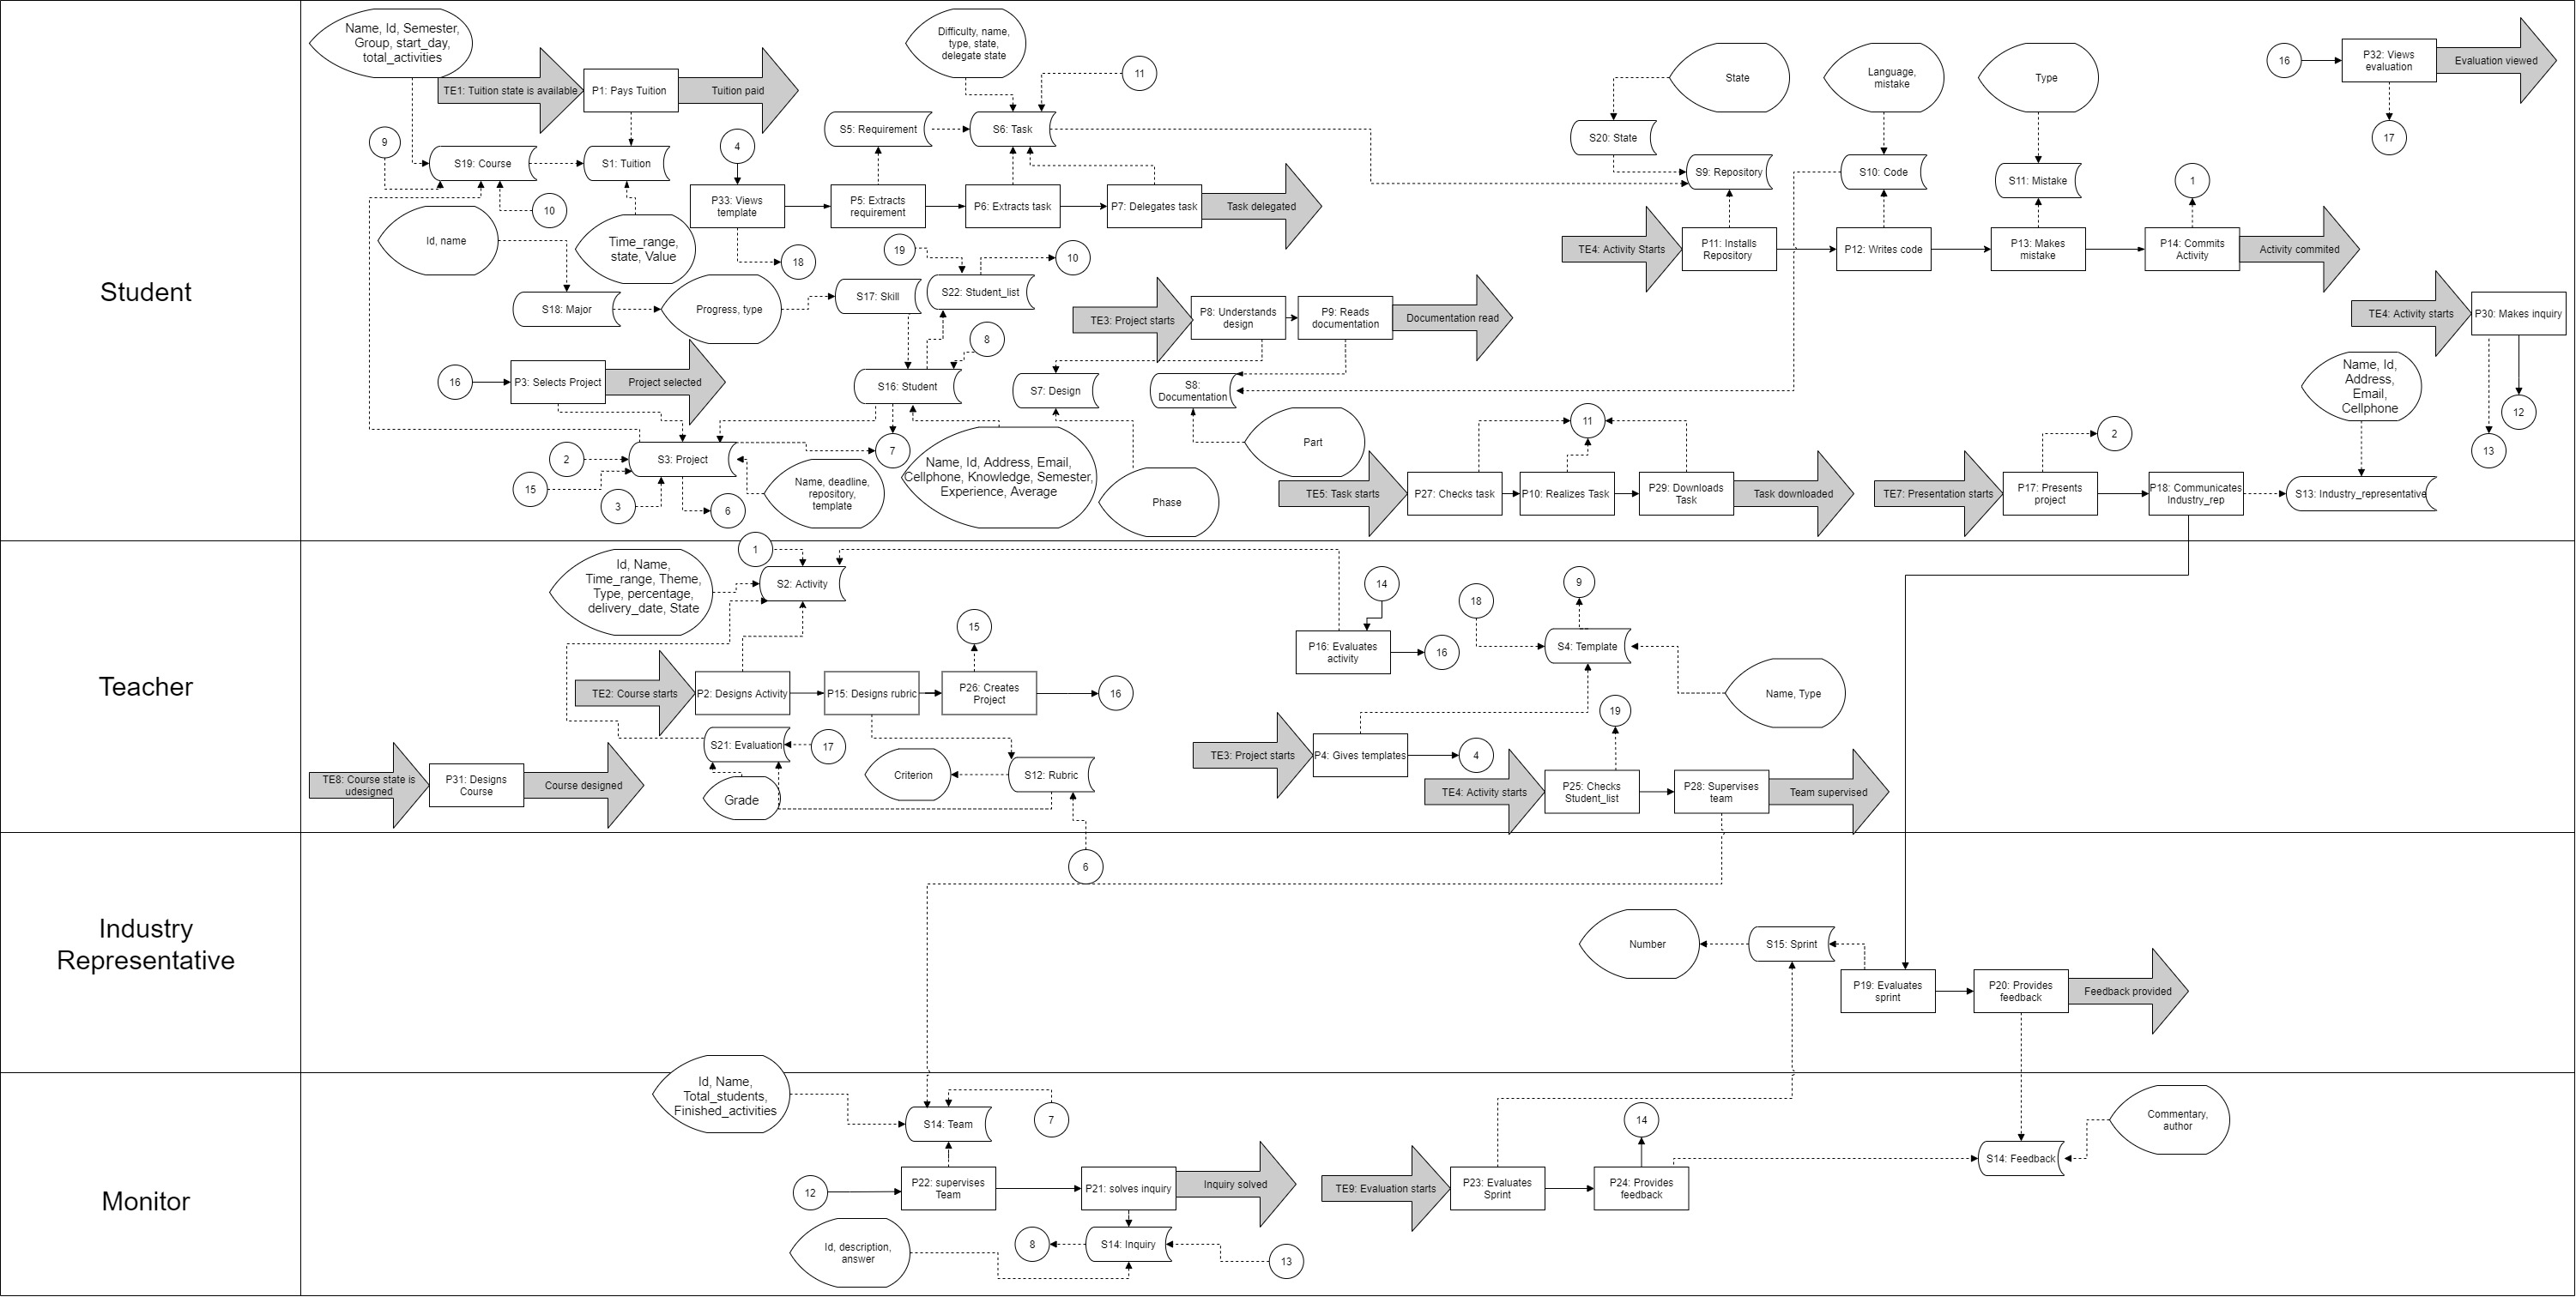 Student
Name, Id, Semester,
Group, start_day,
total_activities
TE1: Tuition state is available
P1: Pays Tuition
Tuition paid
9
S19: Course
S1: Tuition
10
Id, name
Time_range,
state, Value
S18: Major
Progress, type
S17: Skill
4
P33: Views
template
18
S5: Requirement
P5: Extracts
requirement
Difficulty, name,
type, state,
delegate state
11
S6: Task
P6: Extracts task
P7: Delegates task
Task delegated
19
S22: Student_list
10
8
S16: Student
16
P3: Selects Project
Project selected
2
15
3
S3: Project
6
7
Name, deadline,
repository,
template
Name, Id, Address, Email,
Cellphone, Knowledge, Semester,
Experience, Average
TE3: Project starts
P8: Understands
design
P9: Reads
documentation
Documentation read
S7: Design
S8:
Documentation
Phase
Part
State
S20: State
S9: Repository
Language,
mistake
S10: Code
Type
S11: Mistake
1
TE4: Activity Starts
P11: Installs
Repository
P12: Writes code
P13: Makes
mistake
P14: Commits
Activity
Activity commited
16
P32: Views
evaluation
Evaluation viewed
17
TE4: Activity starts
P30: Makes inquiry
12
13
Name, Id,
Address,
Email,
Cellphone
11
TE5: Task starts
P27: Checks task
P10: Realizes Task
P29: Downloads
Task
Task downloaded
2
TE7: Presentation starts
P17: Presents
project
P18: Communicates
Industry_rep
S13: Industry_representative
Teacher
1
Id, Name,
Time_range, Theme,
Type, percentage,
delivery_date, State
S2: Activity
TE2: Course starts
P2: Designs Activity
P15: Designs rubric
15
P26: Creates
Project
16
TE8: Course state is
udesigned
P31: Designs
Course
Course designed
S21: Evaluation
17
Grade
Criterion
S12: Rubric
14
P16: Evaluates
activity
16
18
9
S4: Template
Name, Type
TE3: Project starts
P4: Gives templates
4
19
TE4: Activity starts
P25: Checks
Student_list
P28: Supervises
team
Team supervised
Industry
Representative
6
Number
S15: Sprint
P19: Evaluates
sprint
P20: Provides
feedback
Feedback provided
Monitor
Id, Name,
Total_students,
Finished_activities
S14: Team
7
12
P22: supervises
Team
P21: solves inquiry
Inquiry solved
Id, description,
answer
8
S14: Inquiry
13
TE9: Evaluation starts
P23: Evaluates
Sprint
P24: Provides
feedback
14
S14: Feedback
Commentary,
author